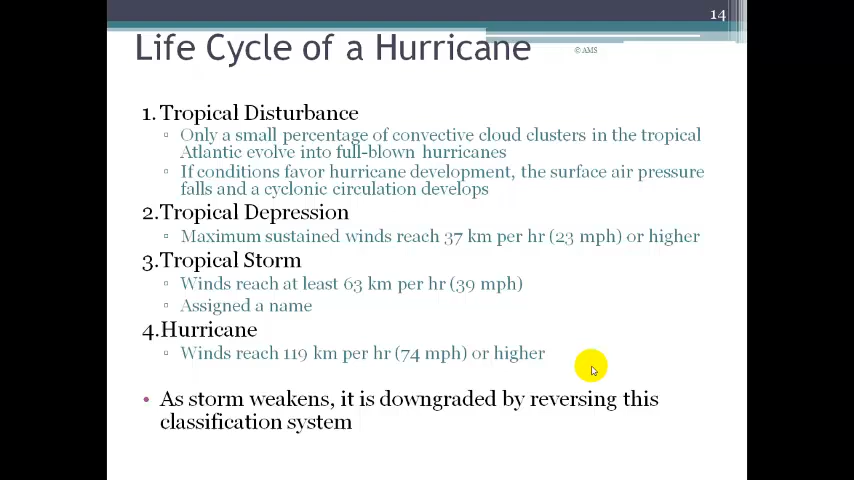 14
Life Cycle of a Hurricane
© AMS
1. Tropical Disturbance
▫ Only a small percentage of convective cloud clusters in the tropical
Atlantic evolve into full-blown hurricanes
▫ If conditions favor hurricane development, the surface air pressure
falls and a cyclonic circulation develops
2.Tropical Depression
▫ Maximum sustained winds reach 37 km per hr (23 mph) or higher
3.Tropical Storm
▫ Winds reach at least 63 km per hr (39 mph)
▫ Assigned a name
4.Hurricane
▫ Winds reach 119 km per hr (74 mph) or higher
• As storm weakens, it is downgraded by reversing this
classification system